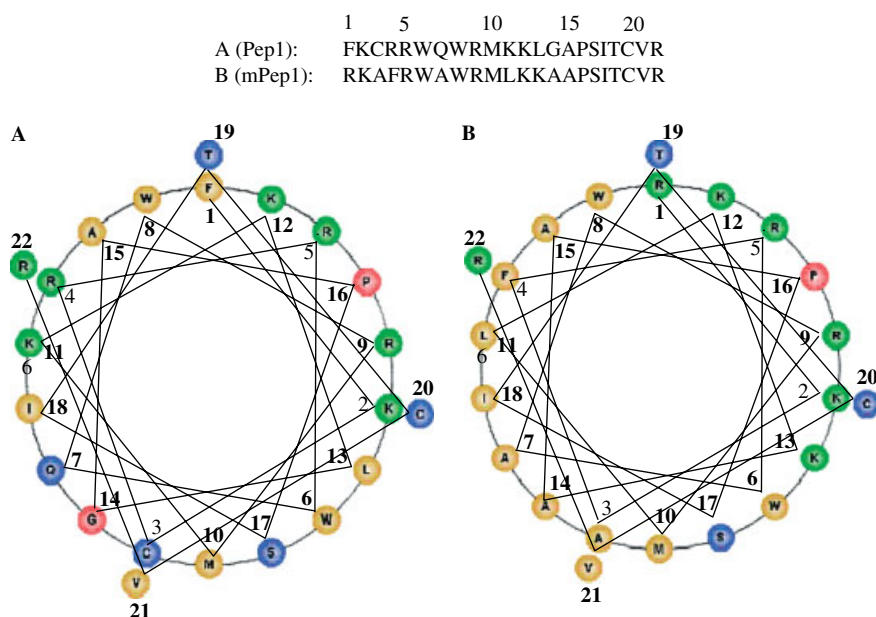 1 5 10 15 20
A (Pep1): FKCRRWQWRMKKLGAPSITCVR
B (mPep1): RKAFRWAWRMLKKAAPSITCVR
A 19 B 19
T T
F R
W K W K
1 12 1 12
A 8 R A 8 R
22 15 5 22 15 5
R R 4 16 P R F 4 16 P
K 11 9 R L 11 9 R
6 20 6 20
2 K C 2 K C
I 18 I 18
13 L 13 K
Q 7 A 7
14 6 14 6
G 3 10 17 W A 3 10 17 W
C M S A M S
V V
21 21